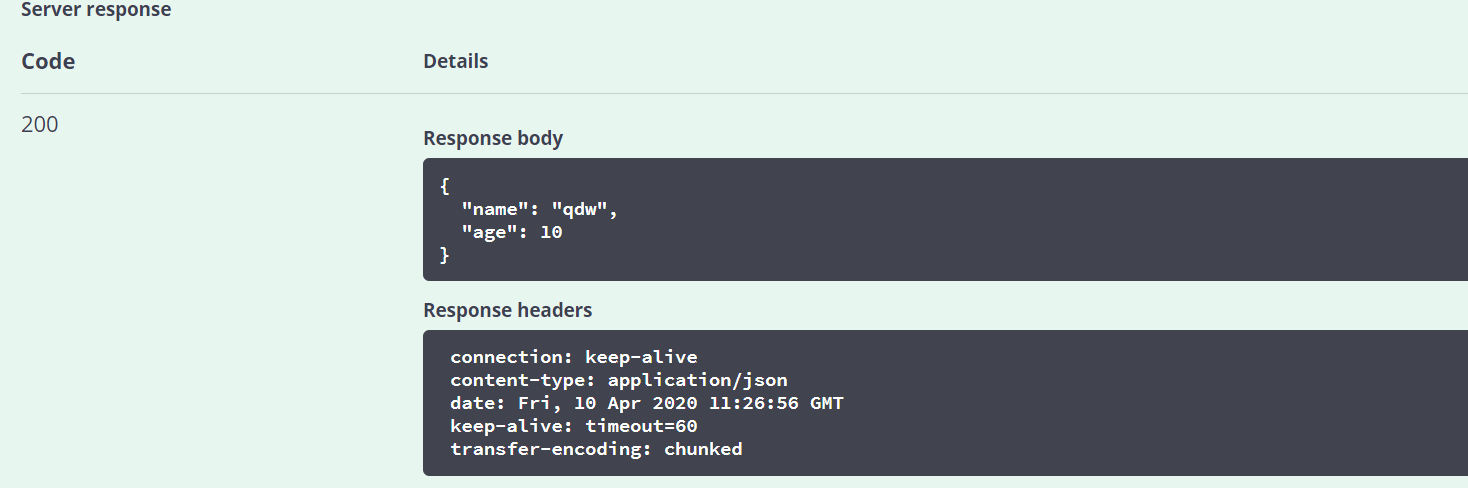 Server response
Code
Details
200
Response body
{
  "name": "qdw",
  "age": 10
}
Response headers
connection: keep-alive
content-type: application/json
date: Fri, 10 Apr 2020 11:26:56 GMT
keep-alive: timeout=60
transfer-encoding: chunked